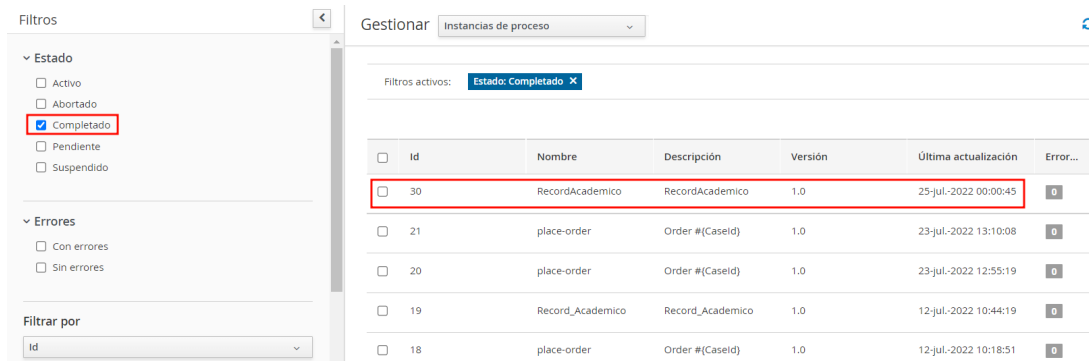 Filtros
Estado
Activo
Abortado
Completado
Pendiente
Suspendido
Errores
Con errores
Sin errores
Filtrar por
Id
Gestionar Instancias de proceso
Filtros activos: Estado: Completado ×
Id Nombre Descripción Versión Última actualización Error...
30 RecordAcademico RecordAcademico 1.0 25-jul.-2022 00:00:45 0
21 place-order Order #{CaseId} 1.0 23-jul.-2022 13:10:08 0
20 place-order Order #{CaseId} 1.0 23-jul.-2022 12:55:19 0
19 Record_Academico Record_Academico 1.0 12-jul.-2022 10:44:19 0
18 place-order Order #{CaseId} 1.0 12-jul.-2022 10:18:51 0